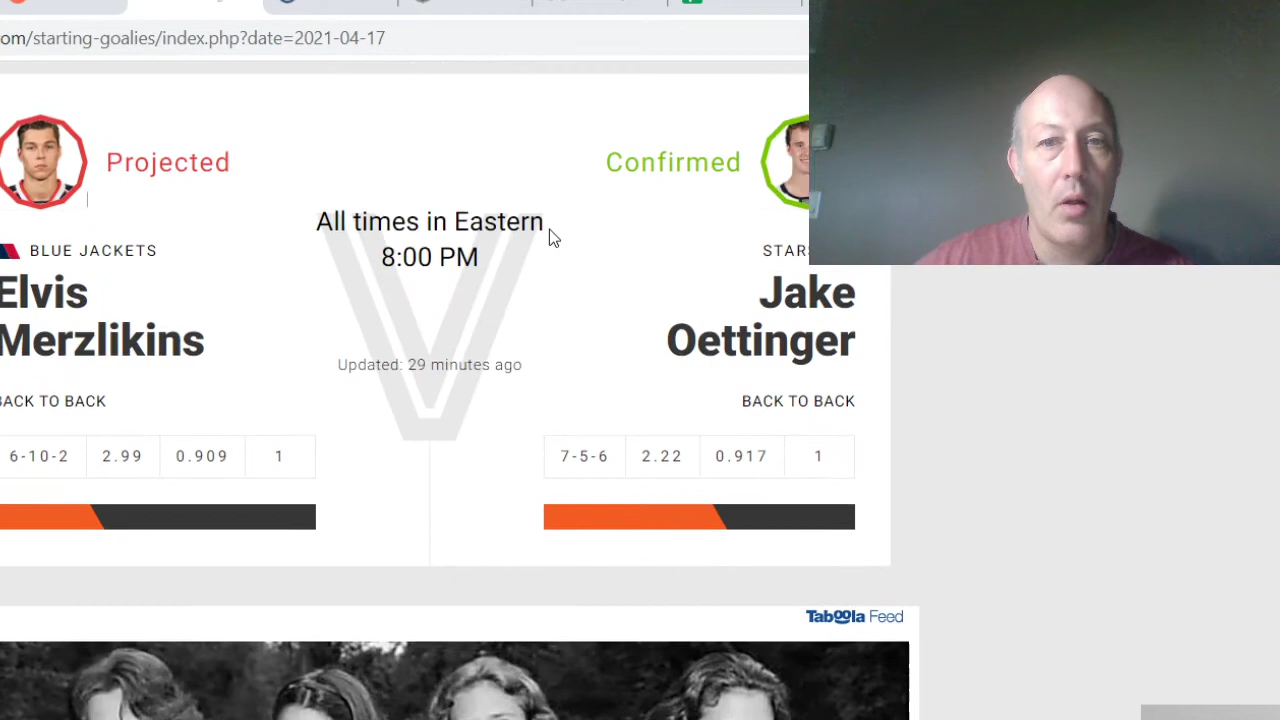 om/starting-goalies/index.php?date=2021-04-17
Projected
Confirmed
All times in Eastern
8:00 PM
BLUE JACKETS
STARS
Elvis
Merzlikins
Jake
Oettinger
Updated: 29 minutes ago
BACK TO BACK
BACK TO BACK
6-10-2 2.99 0.909 1
7-5-6 2.22 0.917 1
Taboola Feed